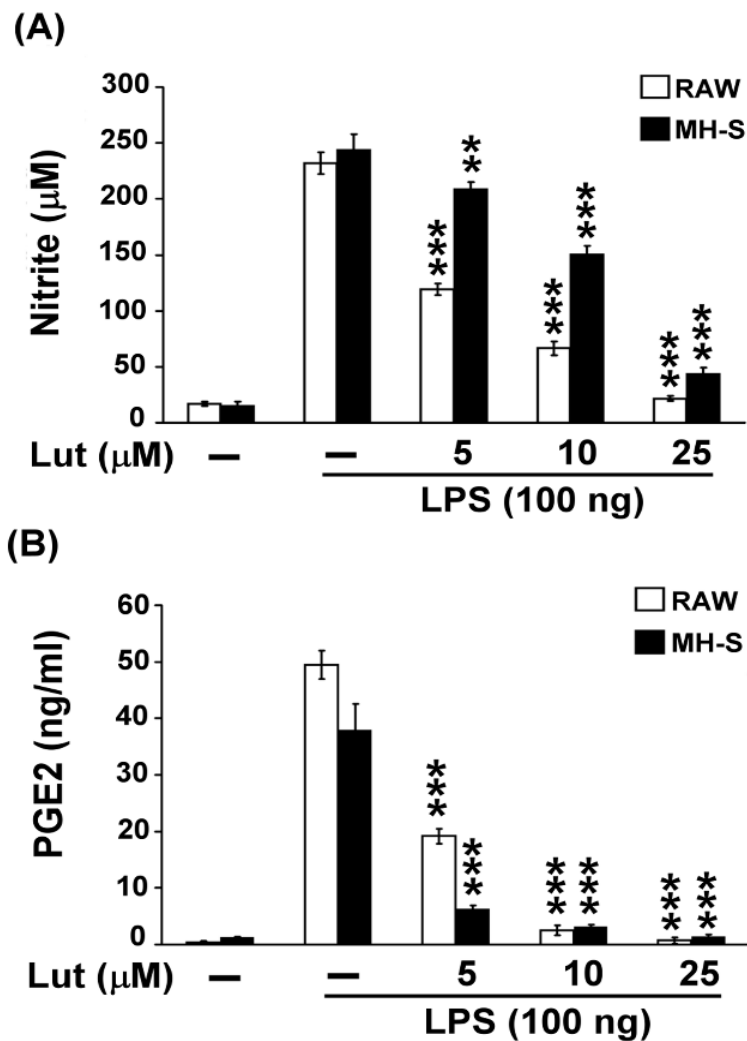 (A)
300
250
200
150
100
50
0
Nitrite (μM)
RAW
MH-S
***
**
***
***
***
***
Lut (μM) — — 5 10 25
LPS (100 ng)
(B)
60
50
40
30
20
10
0
PGE2 (ng/ml)
RAW
MH-S
***
***
***
***
***
***
Lut (μM) — — 5 10 25
LPS (100 ng)